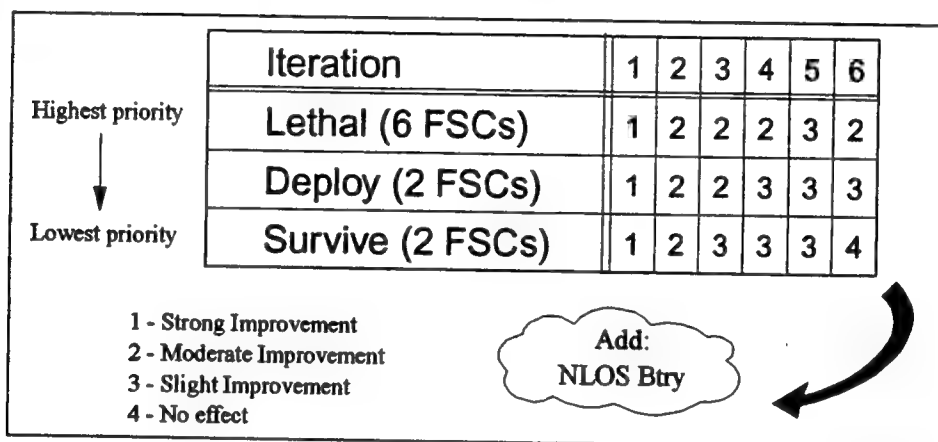 Iteration 1 2 3 4 5 6
Highest priority
Lethal (6 FSCs) 1 2 2 2 3 2
Deploy (2 FSCs) 1 2 2 3 3 3
Lowest priority
Survive (2 FSCs) 1 2 3 3 3 4
1 - Strong Improvement
2 - Moderate Improvement
3 - Slight Improvement
4 - No effect
Add:
NLOS Btry